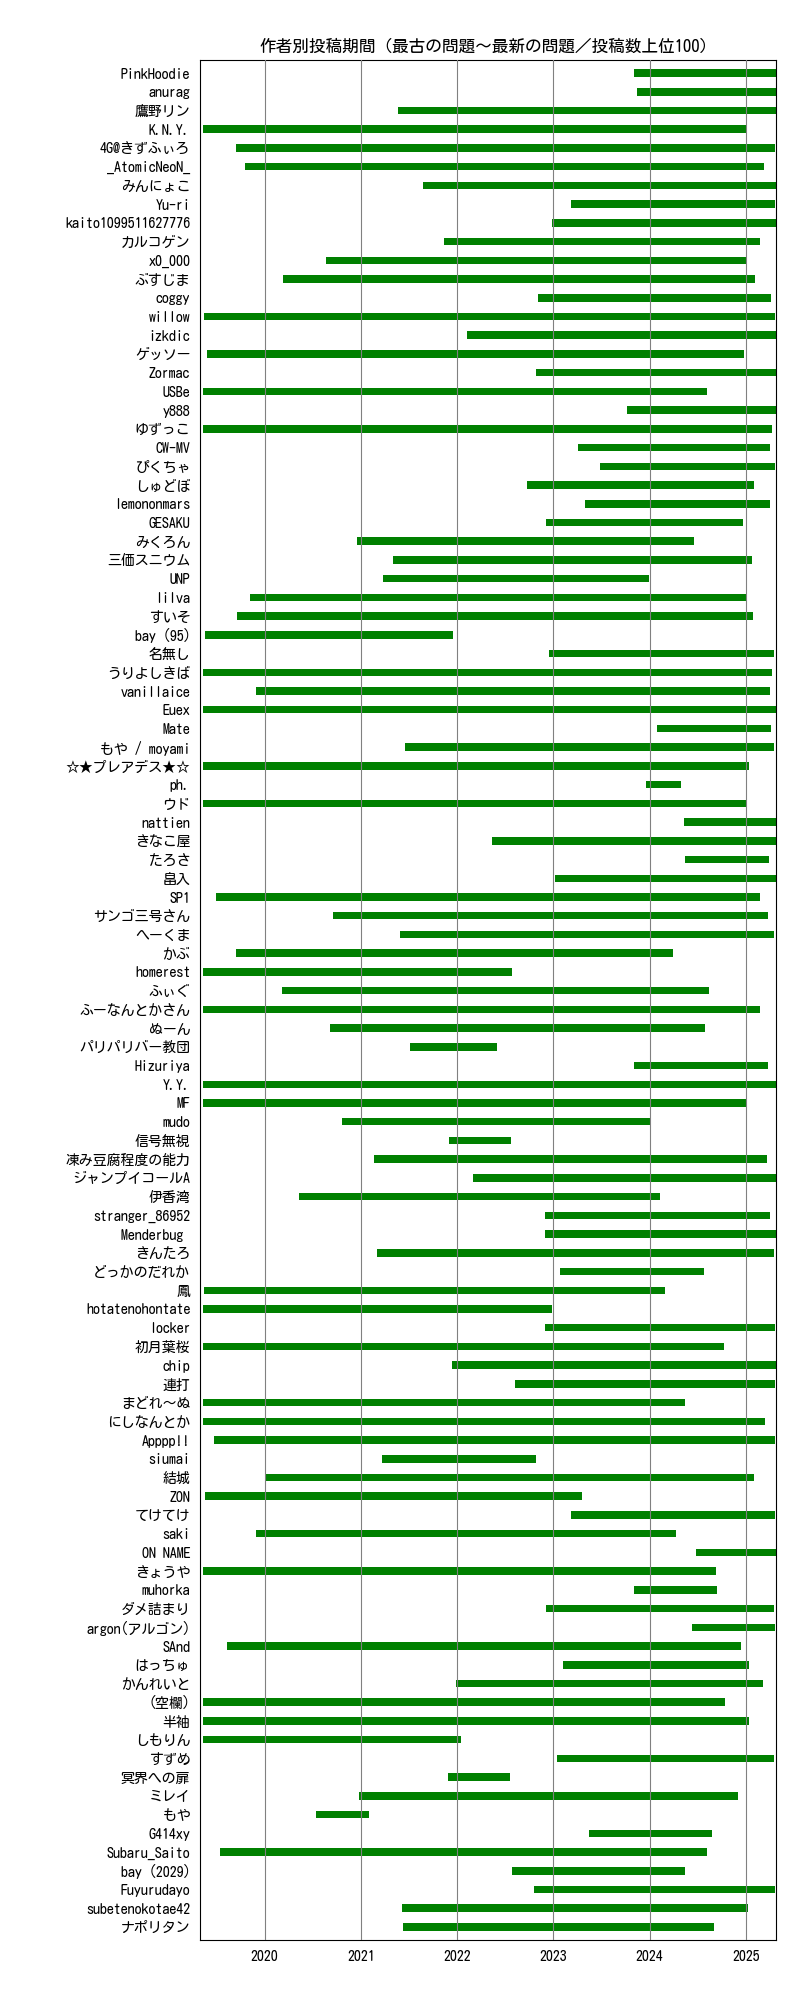 作者別投稿期間（最古の問題～最新の問題／投稿数上位100）
PinkHoodie
anurag
鷹野リン
K.N.Y.
4G@きずふぃろ
_AtomicNeoN_
みんにょこ
Yu-ri
kaito1099511627776
カルコゲン
x0_000
ぶすじま
coggy
willow
izkdic
ゲッソー
Zormac
USBe
y888
ゆずっこ
CW-MV
ぴくちゃ
しゅどぼ
lemononmars
GESAKU
みくろん
三価スニウム
UNP
lilva
すいそ
bay (95)
名無し
うりよしきば
vanillaice
Euex
Mate
もや / moyami
☆★プレアデス★☆
ph.
ウド
nattien
きなこ屋
たろさ
畠入
SP1
サンゴ三号さん
へーくま
かぶ
homerest
ふぃぐ
ふーなんとかさん
ぬーん
パリパリバー教団
Hizuriya
Y.Y.
MF
mudo
信号無視
凍み豆腐程度の能力
ジャンプイコールA
伊香湾
stranger_86952
Menderbug
きんたろ
どっかのだれか
鳳
hotatenohontate
locker
初月葉桜
chip
連打
まどれ～ぬ
にしなんとか
Appppll
siumai
結城
ZON
てけてけ
saki
ON NAME
きょうや
muhorka
ダメ詰まり
argon(アルゴン)
SAnd
はっちゅ
かんれいと
(空欄)
半袖
しもりん
すずめ
冥界への扉
ミレイ
もや
G414xy
Subaru_Saito
bay (2029)
Fuyurudayo
subetenokotae42
ナポリタン
2020 2021 2022 2023 2024 2025